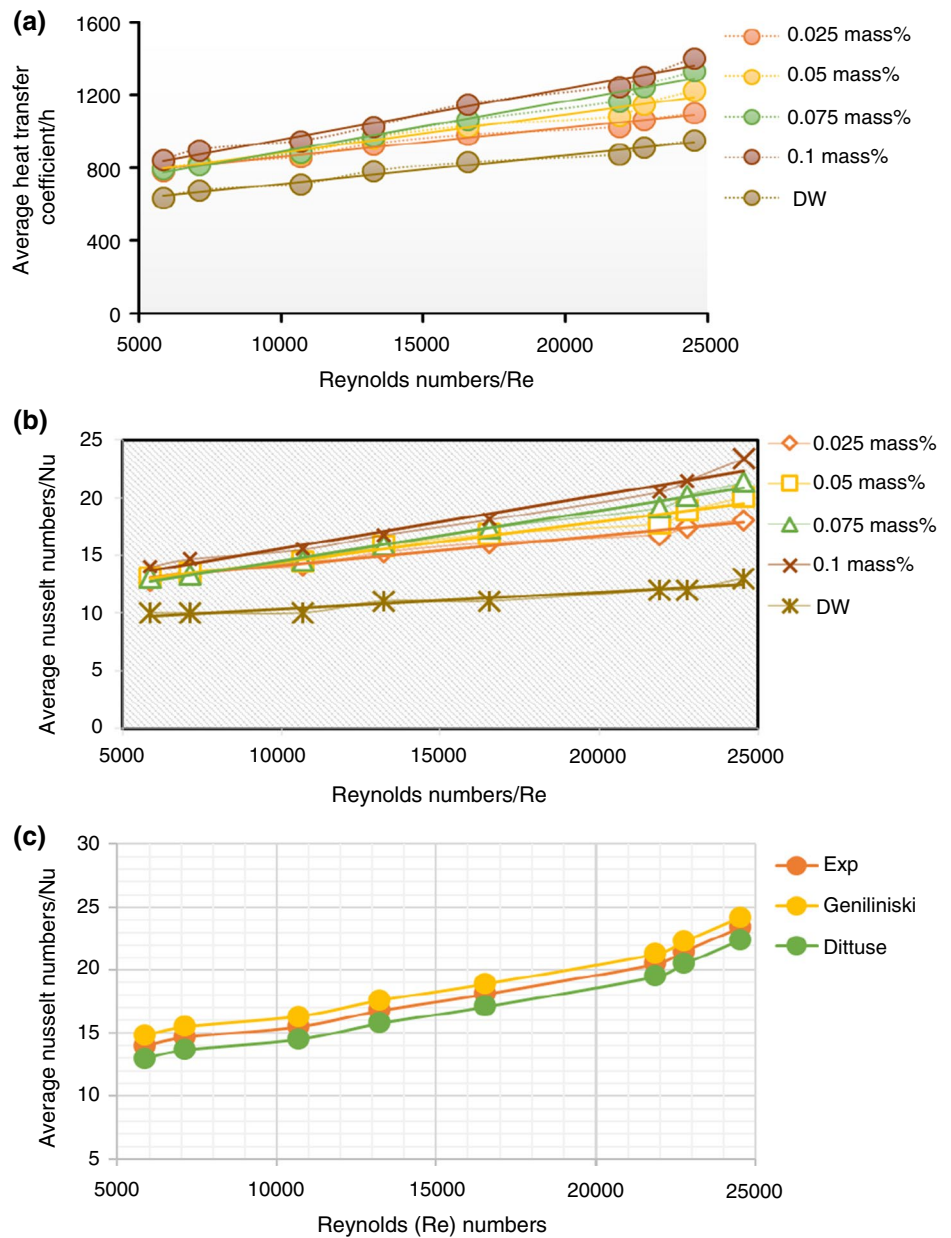 (a)
1600
1200
800
400
0
Average heat transfer
coefficient/h
5000 10000 15000 20000 25000
Reynolds numbers/Re
0.025 mass%
0.05 mass%
0.075 mass%
0.1 mass%
DW
(b)
25
20
15
10
5
0
Average nusselt numbers/Nu
5000 10000 15000 20000 25000
Reynolds numbers/Re
0.025 mass%
0.05 mass%
0.075 mass%
0.1 mass%
DW
(c)
30
25
20
15
10
5
Average nusselt numbers/Nu
5000 10000 15000 20000 25000
Reynolds (Re) numbers
Exp
Geniliniski
Dittuse